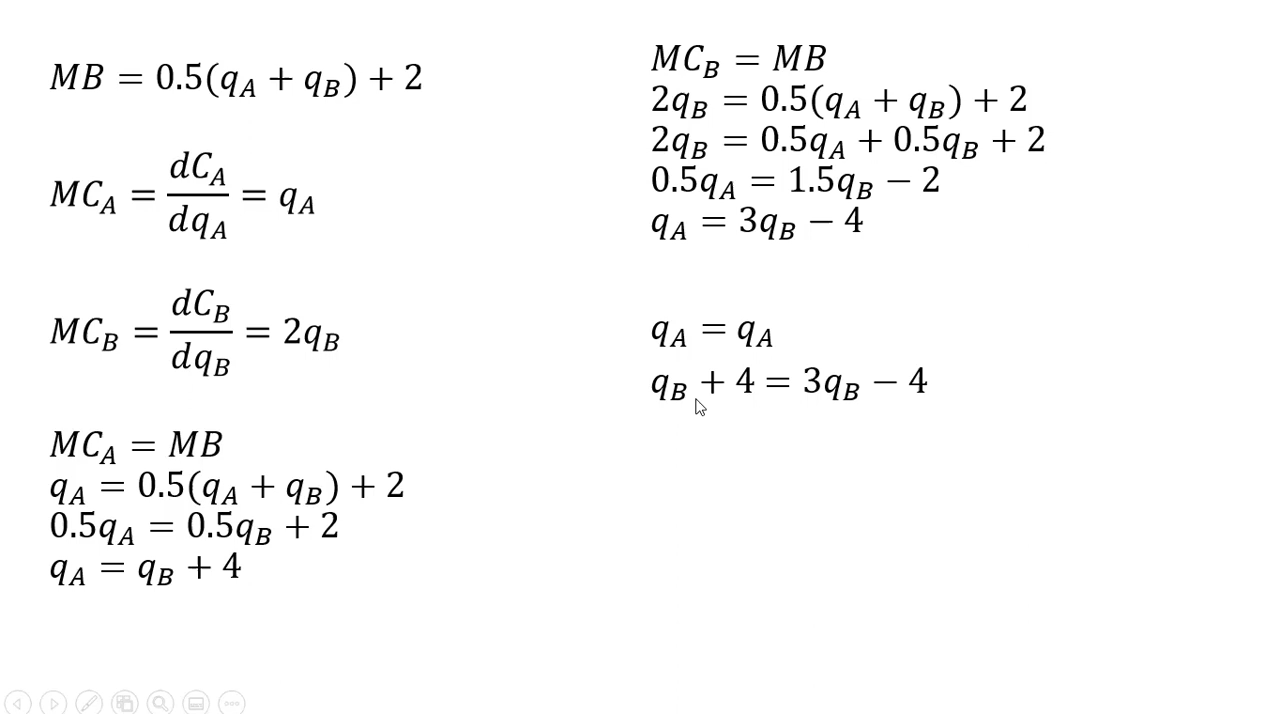 MB = 0.5(q_A + q_B) + 2
MC_A = dC_A/dq_A = q_A
MC_B = dC_B/dq_B = 2q_B
MC_A = MB
q_A = 0.5(q_A + q_B) + 2
0.5q_A = 0.5q_B + 2
q_A = q_B + 4
MC_B = MB
2q_B = 0.5(q_A + q_B) + 2
2q_B = 0.5q_A + 0.5q_B + 2
0.5q_A = 1.5q_B − 2
q_A = 3q_B − 4
q_A = q_A
q_B + 4 = 3q_B − 4